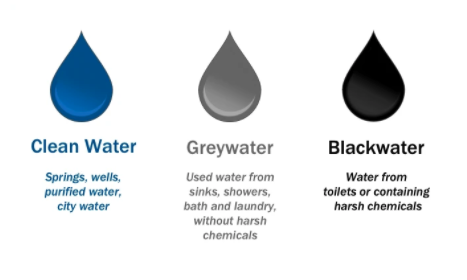 Clean Water
Greywater
Blackwater
Springs, wells,
purified water,
city water
Used water from
sinks, showers,
bath and laundry,
without harsh
chemicals
Water from
toilets or containing
harsh chemicals